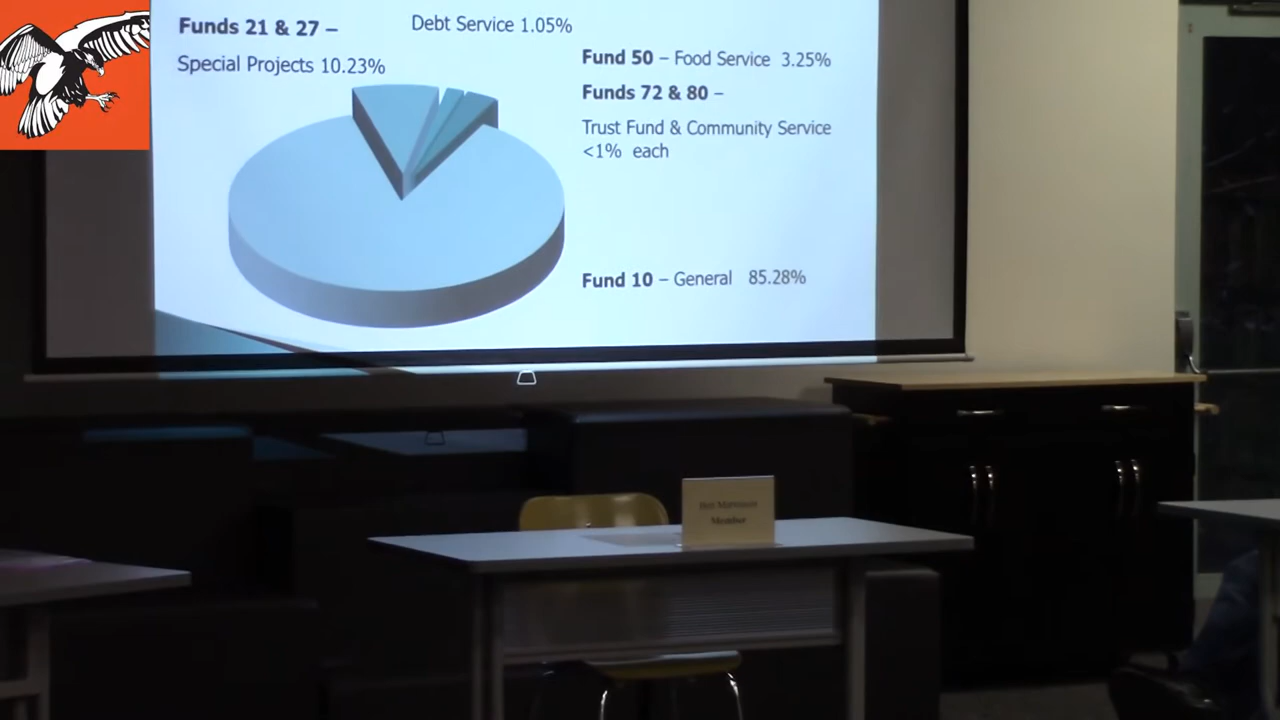 Funds 21 & 27 –
Special Projects 10.23%
Debt Service 1.05%
Fund 50 – Food Service 3.25%
Funds 72 & 80 –
Trust Fund & Community Service
<1% each
Fund 10 – General 85.28%
Member